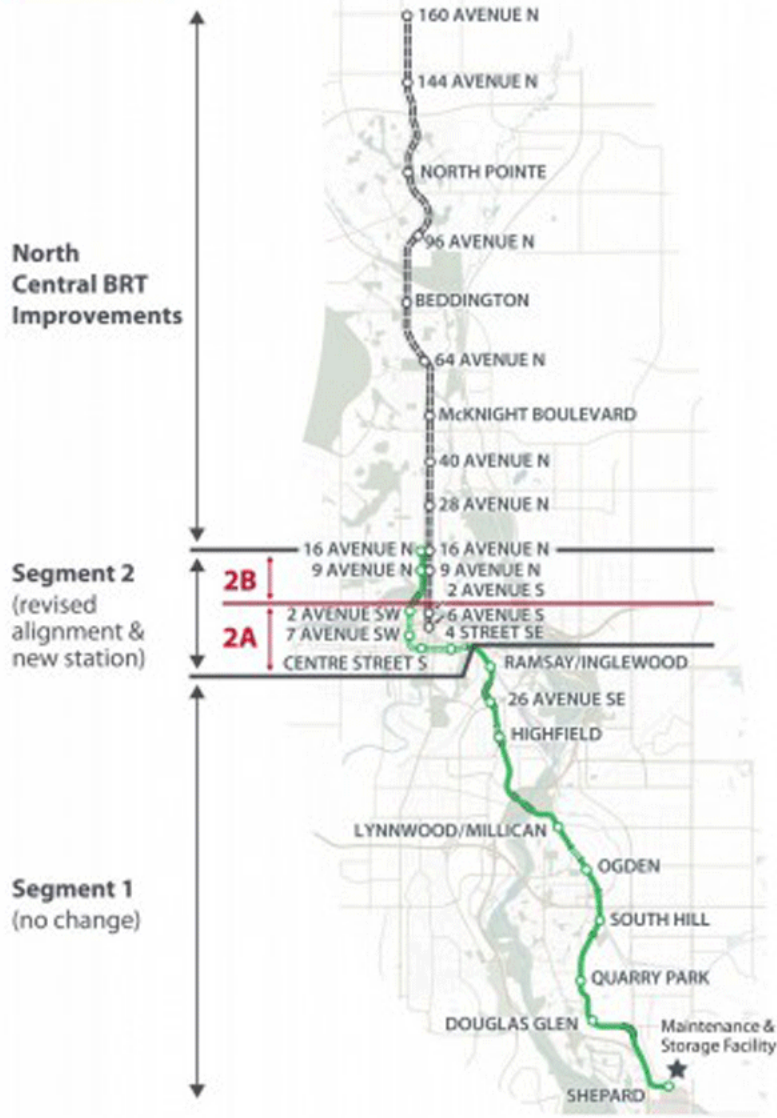 160 AVENUE N
144 AVENUE N
NORTH POINTE
96 AVENUE N
North
Central BRT
Improvements
BEDDINGTON
64 AVENUE N
McKNIGHT BOULEVARD
40 AVENUE N
28 AVENUE N
16 AVENUE N
16 AVENUE N
9 AVENUE N
9 AVENUE N
Segment 2
(revised
alignment &
new station)
2B
2A
2 AVENUE S
2 AVENUE SW
6 AVENUE S
7 AVENUE SW
4 STREET SE
CENTRE STREET S
RAMSAY/INGLEWOOD
26 AVENUE SE
HIGHFIELD
LYNNWOOD/MILLICAN
OGDEN
Segment 1
(no change)
SOUTH HILL
QUARRY PARK
DOUGLAS GLEN
Maintenance &
Storage Facility
SHEPARD